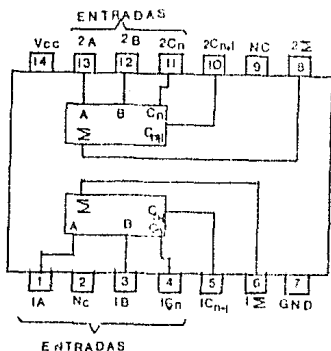 ENTRADAS
Vcc 2A 2B 2Cn 2Cn+1 NC 2Σ
14 13 12 11 10 9 8
A B Cn
Cn+1
Σ
Σ
A B
1 2 3 4 5 6 7
1A Nc 1B 1Cn 1Cn+1 1Σ GND
ENTRADAS